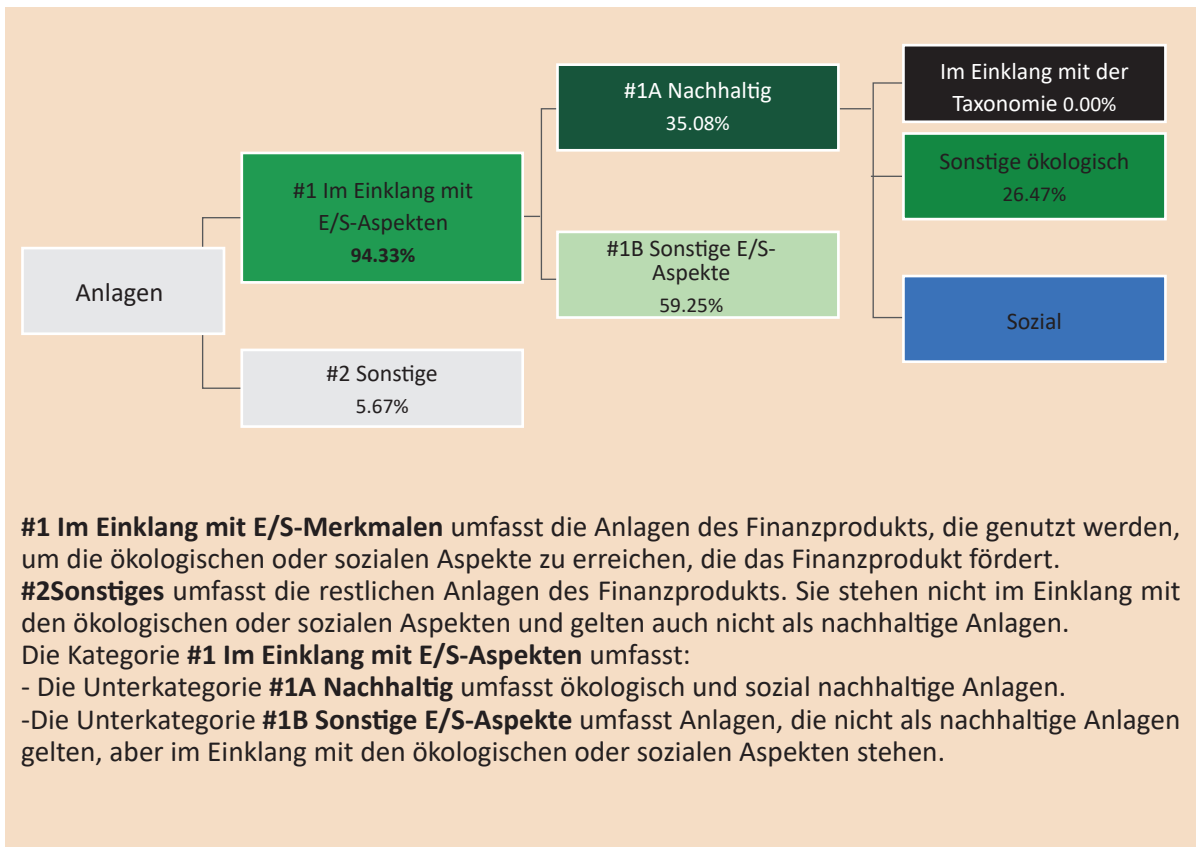 Anlagen
#1 Im Einklang mit
E/S-Aspekten
94.33%
#2 Sonstige
5.67%
#1A Nachhaltig
35.08%
#1B Sonstige E/S-
Aspekte
59.25%
Im Einklang mit der
Taxonomie 0.00%
Sonstige ökologisch
26.47%
Sozial
#1 Im Einklang mit E/S-Merkmalen umfasst die Anlagen des Finanzprodukts, die genutzt werden,
um die ökologischen oder sozialen Aspekte zu erreichen, die das Finanzprodukt fördert.
#2Sonstiges umfasst die restlichen Anlagen des Finanzprodukts. Sie stehen nicht im Einklang mit
den ökologischen oder sozialen Aspekten und gelten auch nicht als nachhaltige Anlagen.
Die Kategorie #1 Im Einklang mit E/S-Aspekten umfasst:
- Die Unterkategorie #1A Nachhaltig umfasst ökologisch und sozial nachhaltige Anlagen.
-Die Unterkategorie #1B Sonstige E/S-Aspekte umfasst Anlagen, die nicht als nachhaltige Anlagen
gelten, aber im Einklang mit den ökologischen oder sozialen Aspekten stehen.